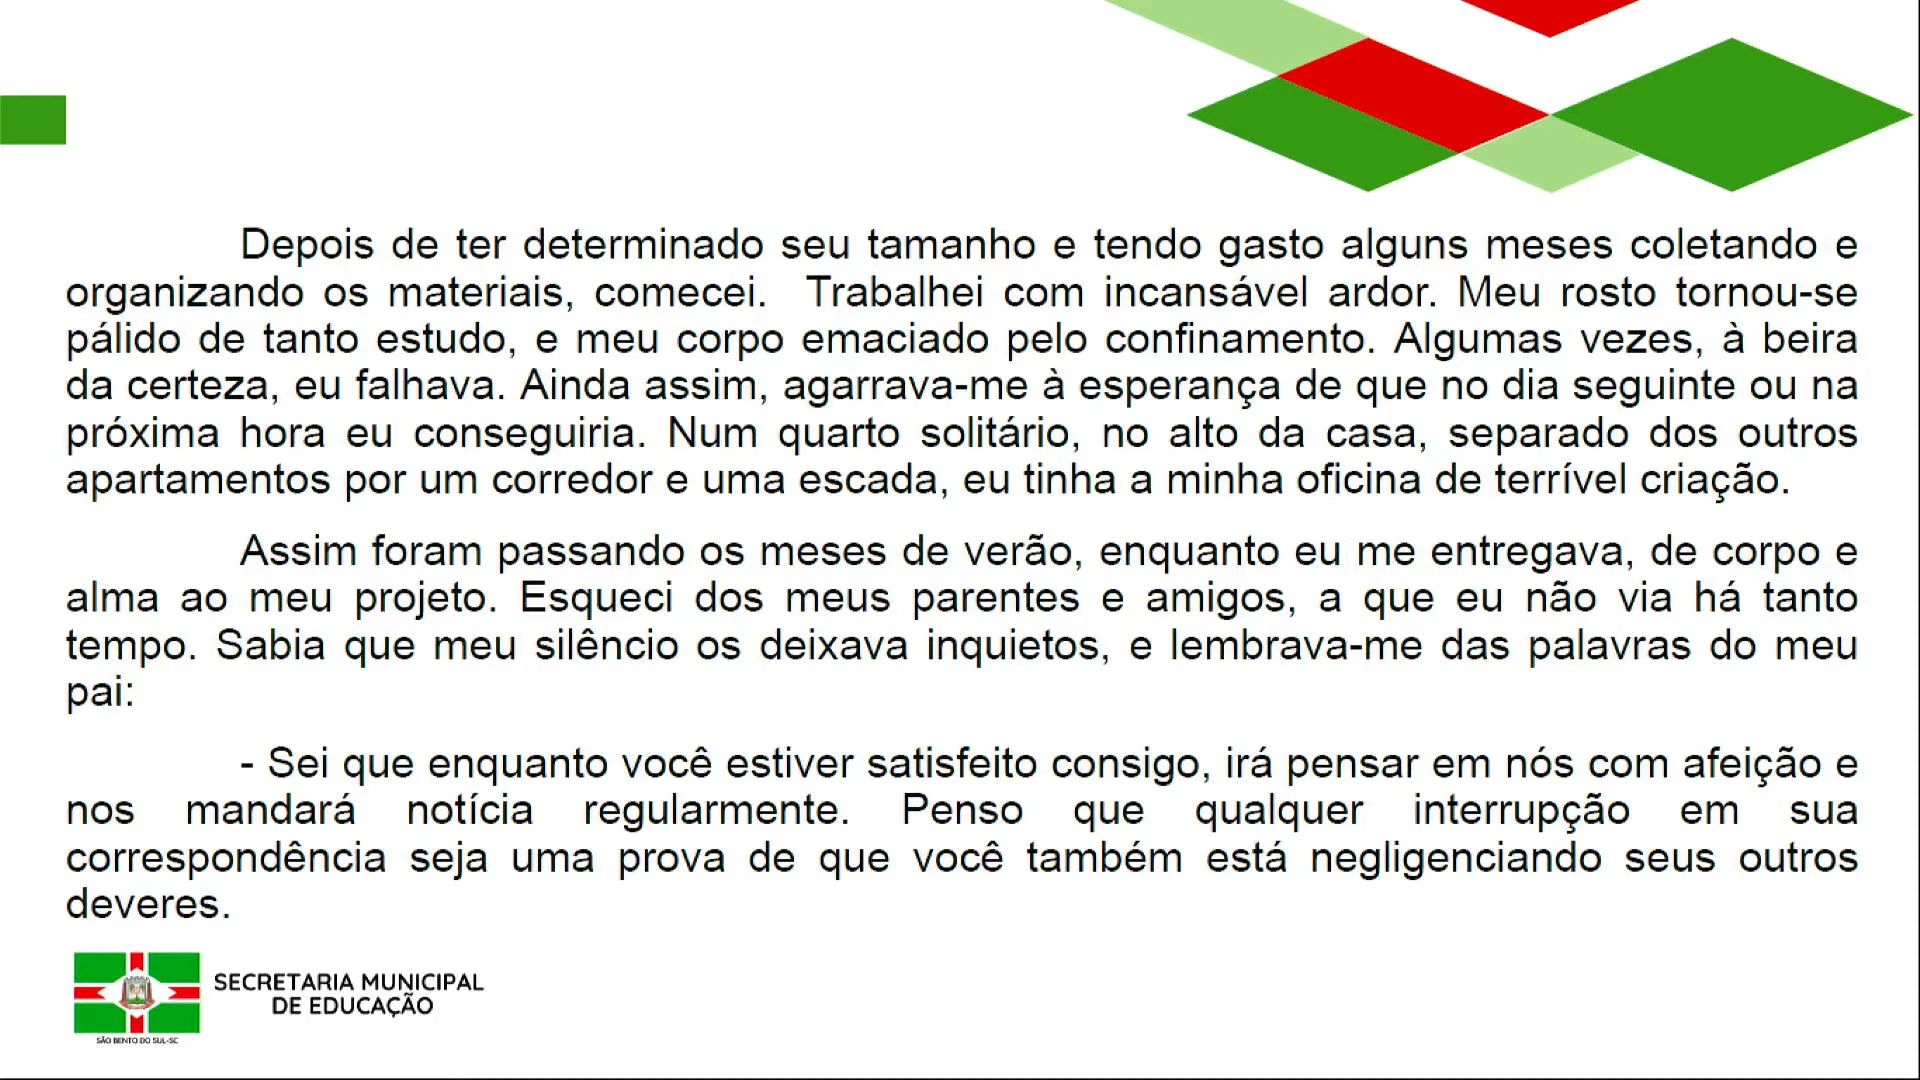 Depois de ter determinado seu tamanho e tendo gasto alguns meses coletando e
organizando os materiais, comecei. Trabalhei com incansável ardor. Meu rosto tornou-se
pálido de tanto estudo, e meu corpo emaciado pelo confinamento. Algumas vezes, à beira
da certeza, eu falhava. Ainda assim, agarrava-me à esperança de que no dia seguinte ou na
próxima hora eu conseguiria. Num quarto solitário, no alto da casa, separado dos outros
apartamentos por um corredor e uma escada, eu tinha a minha oficina de terrível criação.
Assim foram passando os meses de verão, enquanto eu me entregava, de corpo e
alma ao meu projeto. Esqueci dos meus parentes e amigos, a que eu não via há tanto
tempo. Sabia que meu silêncio os deixava inquietos, e lembrava-me das palavras do meu
pai:
- Sei que enquanto você estiver satisfeito consigo, irá pensar em nós com afeição e
nos mandará notícia regularmente. Penso que qualquer interrupção em sua
correspondência seja uma prova de que você também está negligenciando seus outros
deveres.
SECRETARIA MUNICIPAL
DE EDUCAÇÃO
SÃO BENTO DO SUL-SC